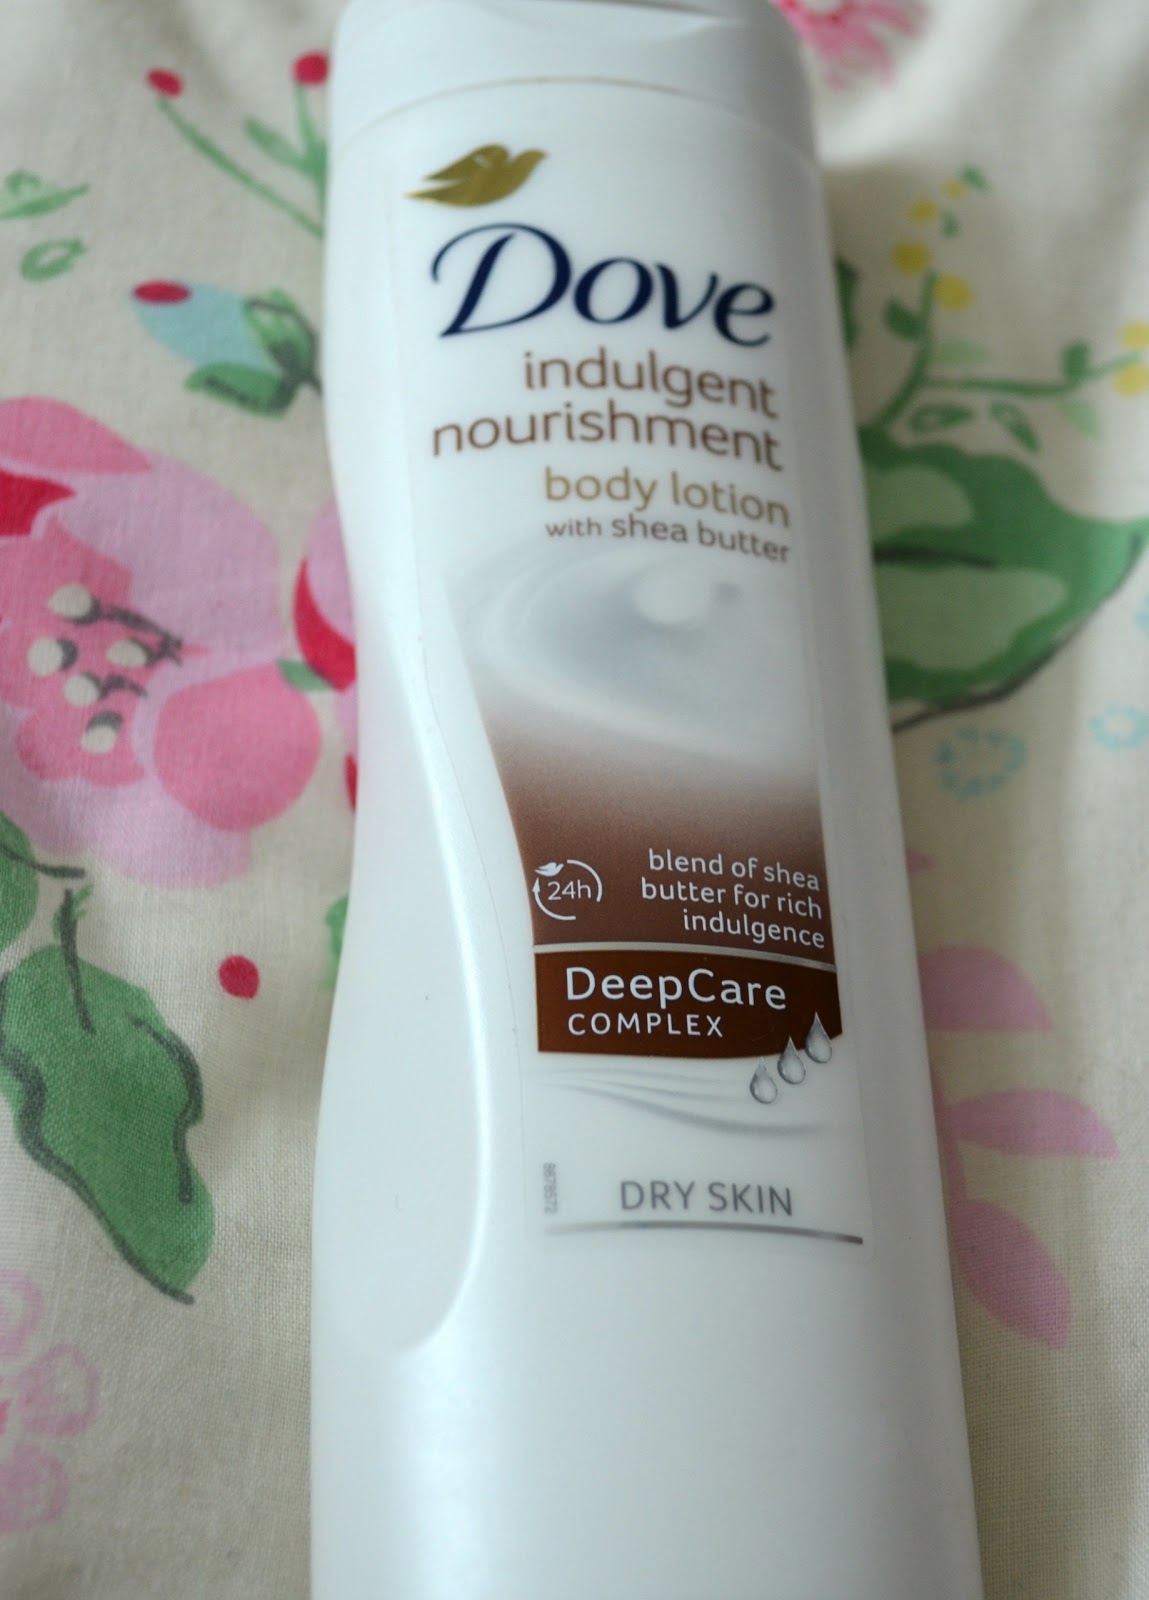 Dove
indulgent
nourishment
body lotion
with shea butter
24h
blend of shea
butter for rich
indulgence
DeepCare
COMPLEX
DRY SKIN